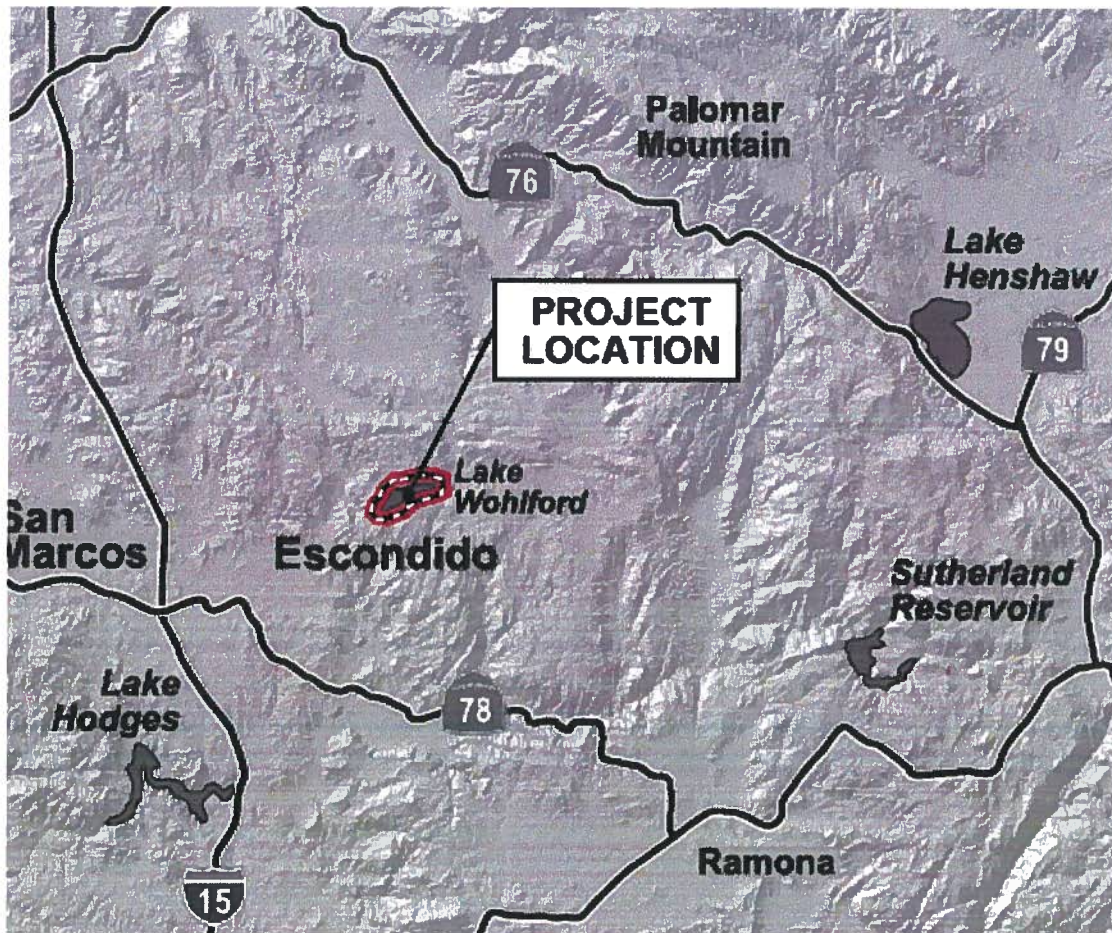 Palomar
Mountain
76
Lake
Henshaw
PROJECT
LOCATION
79
Lake
Wohlford
San
Marcos
Escondido
Sutherland
Reservoir
Lake
Hodges
78
Ramona
15